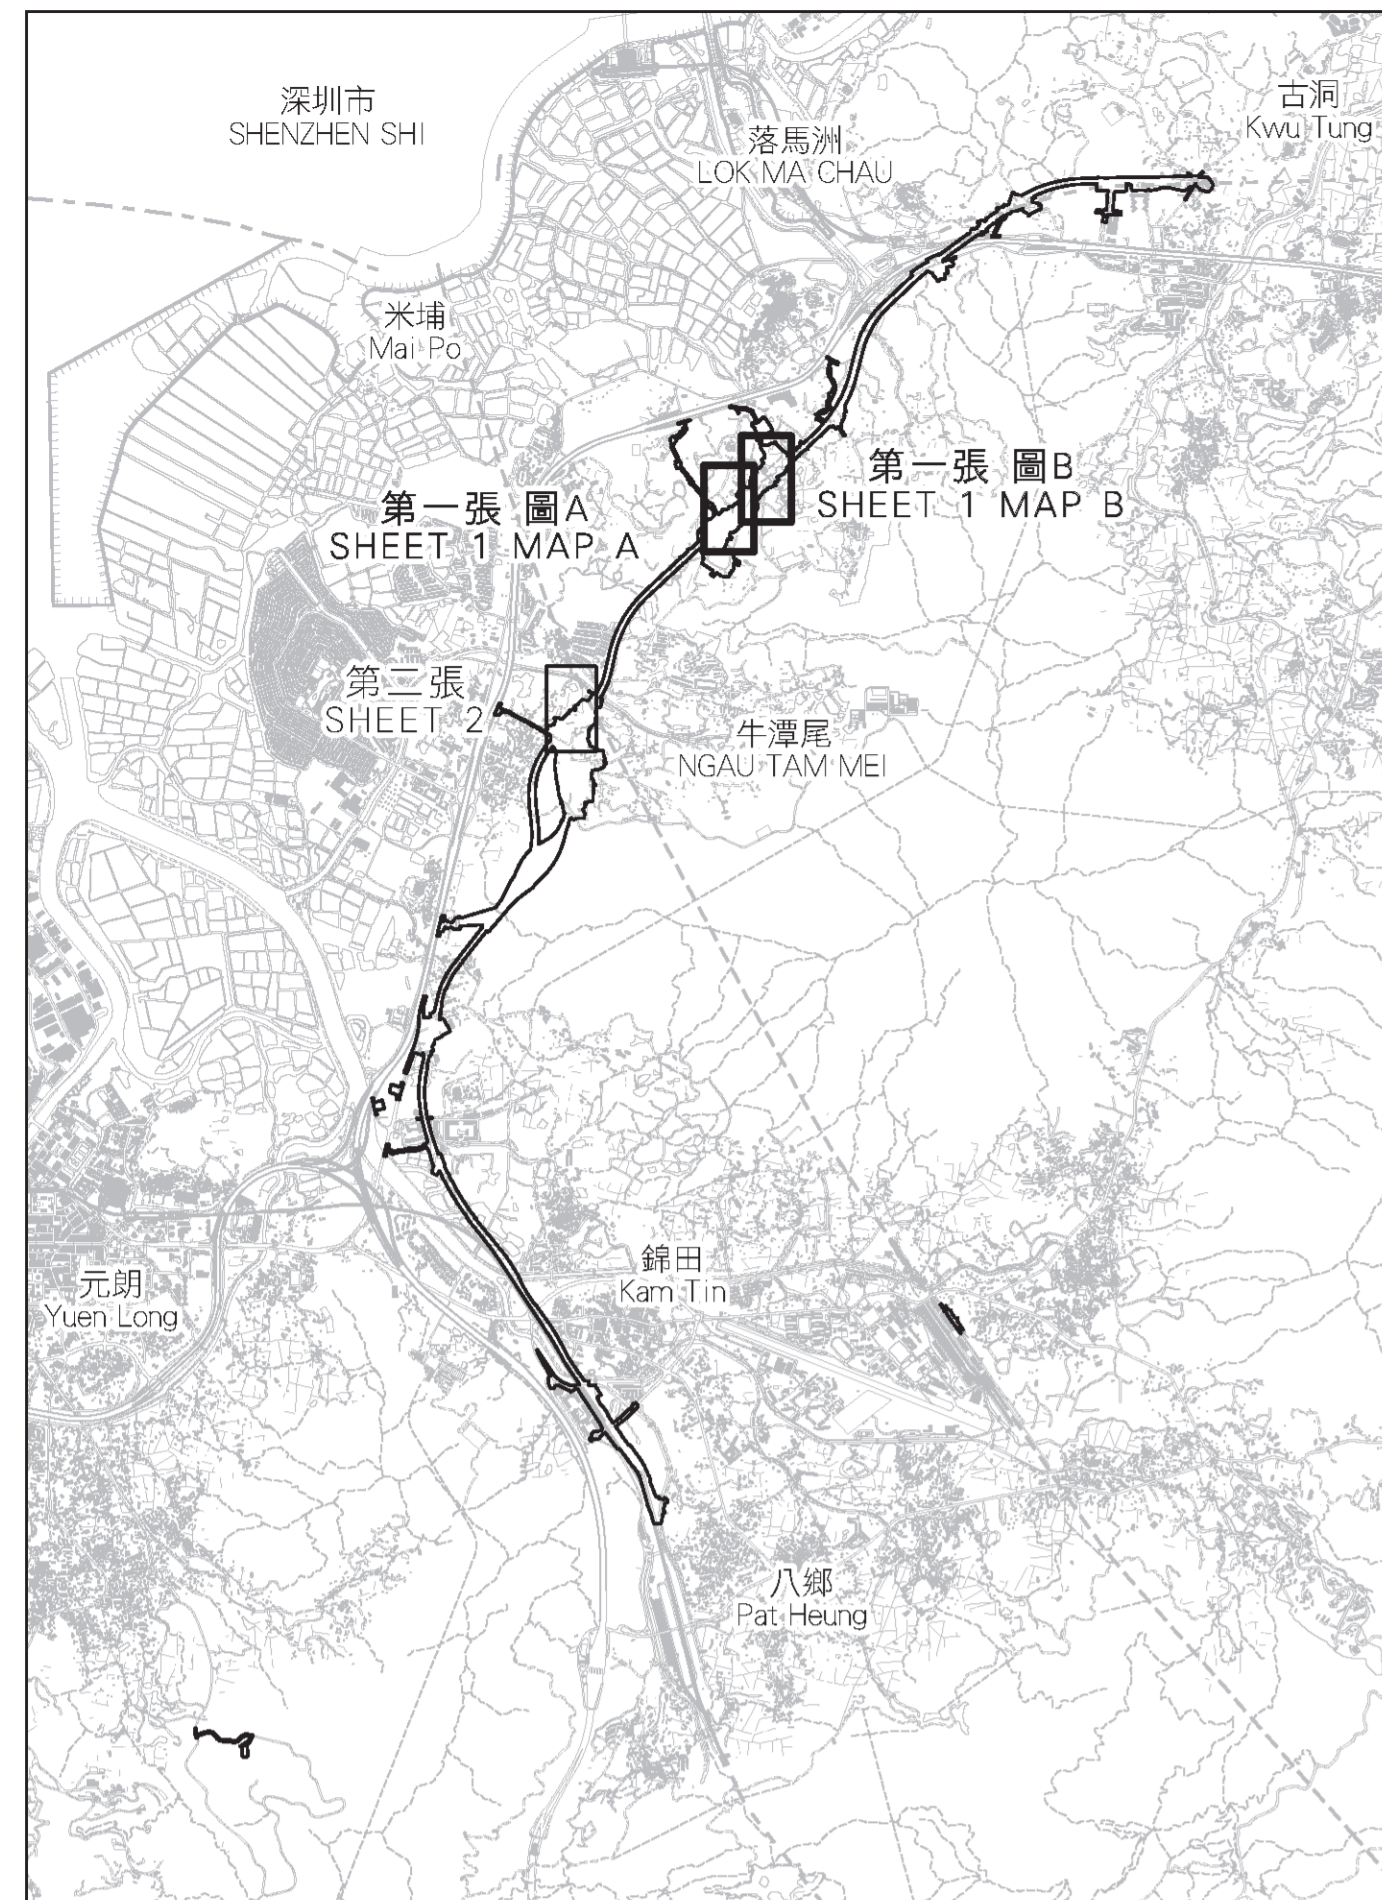 深圳市
SHENZHEN SHI
古洞
Kwu Tung
落馬洲
LOK MA CHAU
米埔
Mai Po
第一張 圖B
SHEET 1 MAP B
第一張 圖A
SHEET 1 MAP A
第二張
SHEET 2
牛潭尾
NGAU TAM MEI
錦田
Kam Tin
元朗
Yuen Long
八鄉
Pat Heung